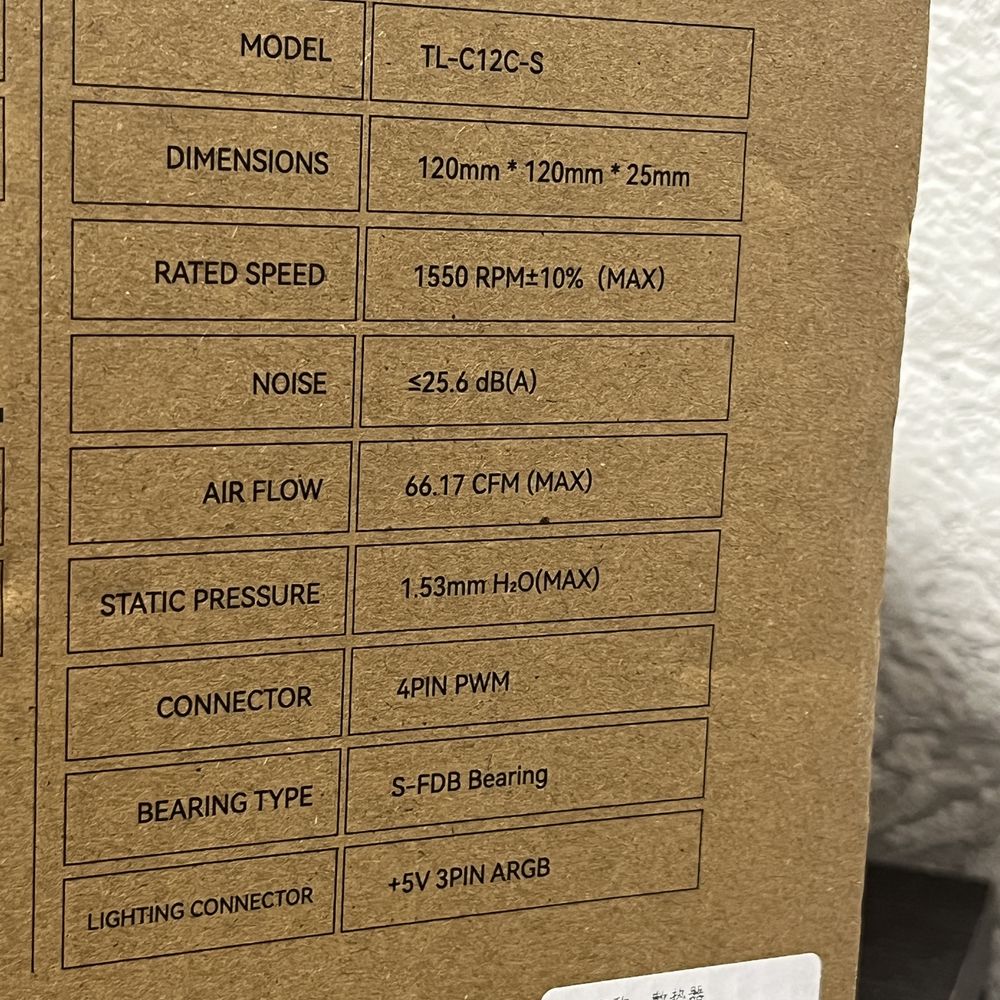 MODEL TL-C12C-S
DIMENSIONS 120mm * 120mm * 25mm
RATED SPEED 1550 RPM±10% (MAX)
NOISE ≤25.6 dB(A)
AIR FLOW 66.17 CFM (MAX)
STATIC PRESSURE 1.53mm H₂O(MAX)
CONNECTOR 4PIN PWM
BEARING TYPE S-FDB Bearing
LIGHTING CONNECTOR +5V 3PIN ARGB